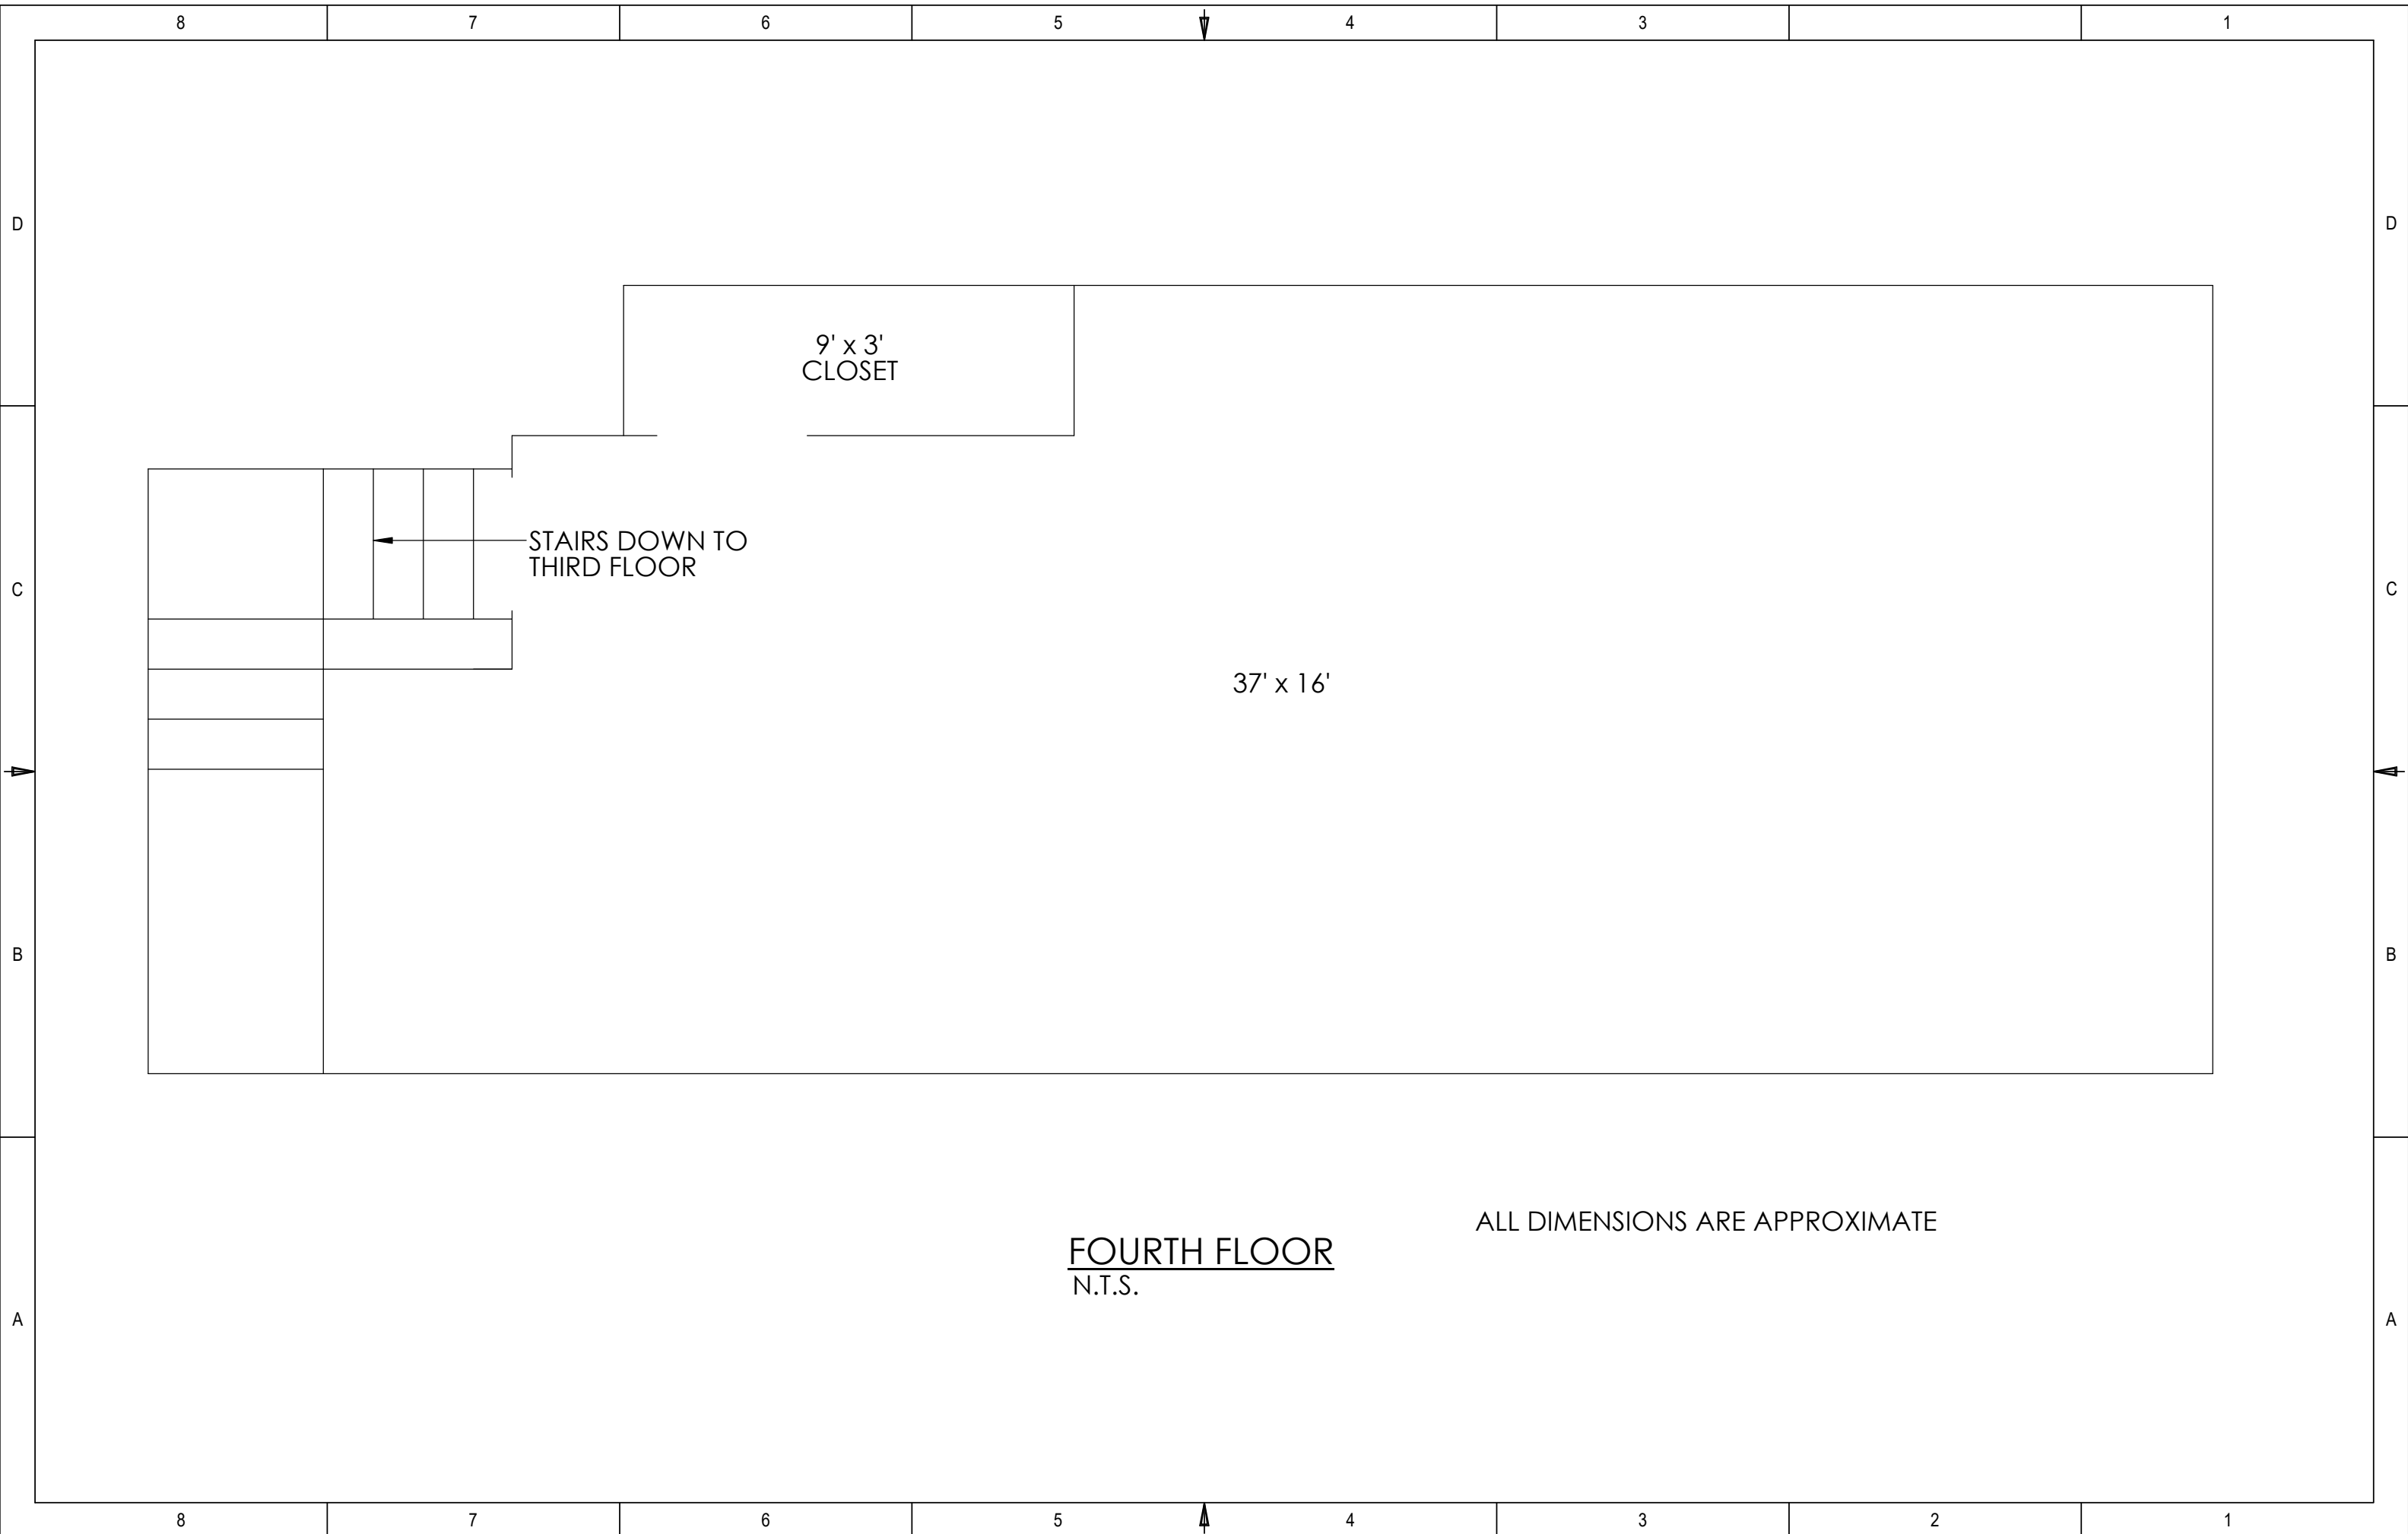 8 7 6 5 4 3 1
D D
9' x 3'
CLOSET
STAIRS DOWN TO
THIRD FLOOR
C C
37' x 16'
B B
ALL DIMENSIONS ARE APPROXIMATE
FOURTH FLOOR
N.T.S.
A A
8 7 6 5 4 3 2 1